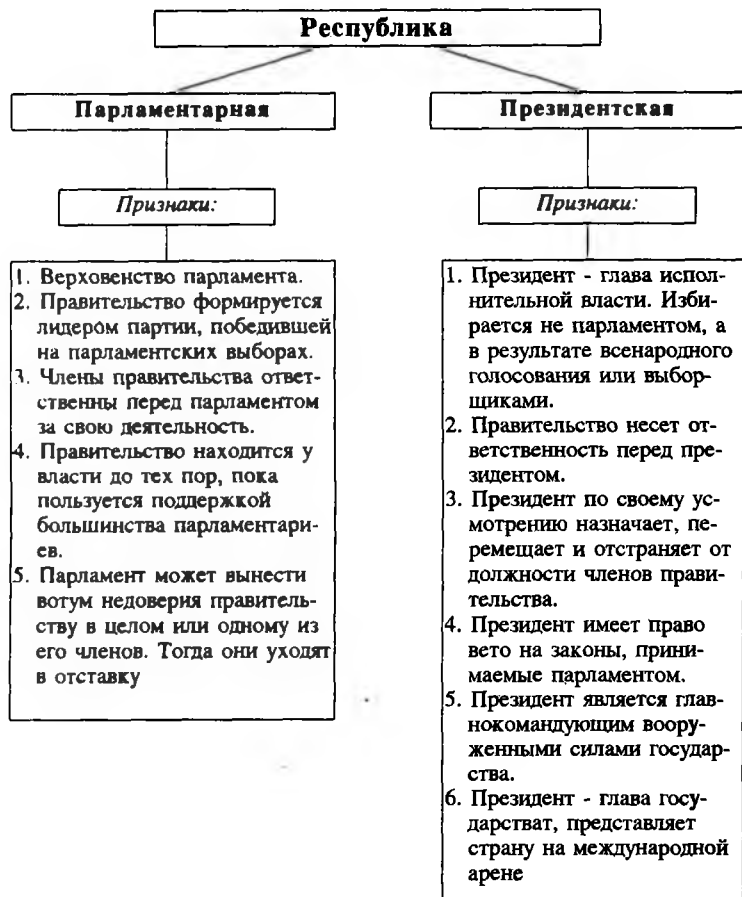 Республика
Парламентарная
Президентская
Признаки:
Признаки:
1. Верховенство парламента.
2. Правительство формируется
лидером партии, победившей
на парламентских выборах.
3. Члены правительства ответ-
ственны перед парламентом
за свою деятельность.
4. Правительство находится у
власти до тех пор, пока
пользуется поддержкой
большинства парламентари-
ев.
5. Парламент может вынести
вотум недоверия правитель-
ству в целом или одному из
его членов. Тогда они уходят
в отставку
1. Президент - глава испол-
нительной власти. Изби-
рается не парламентом, а
в результате всенародного
голосования или выбор-
щиками.
2. Правительство несет от-
ветственность перед пре-
зидентом.
3. Президент по своему ус-
мотрению назначает, пе-
ремещает и отстраняет от
должности членов прави-
тельства.
4. Президент имеет право
вето на законы, прини-
маемые парламентом.
5. Президент является глав-
нокомандующим воору-
женными силами государ-
ства.
6. Президент - глава госу-
дарстват, представляет
страну на международной
арене